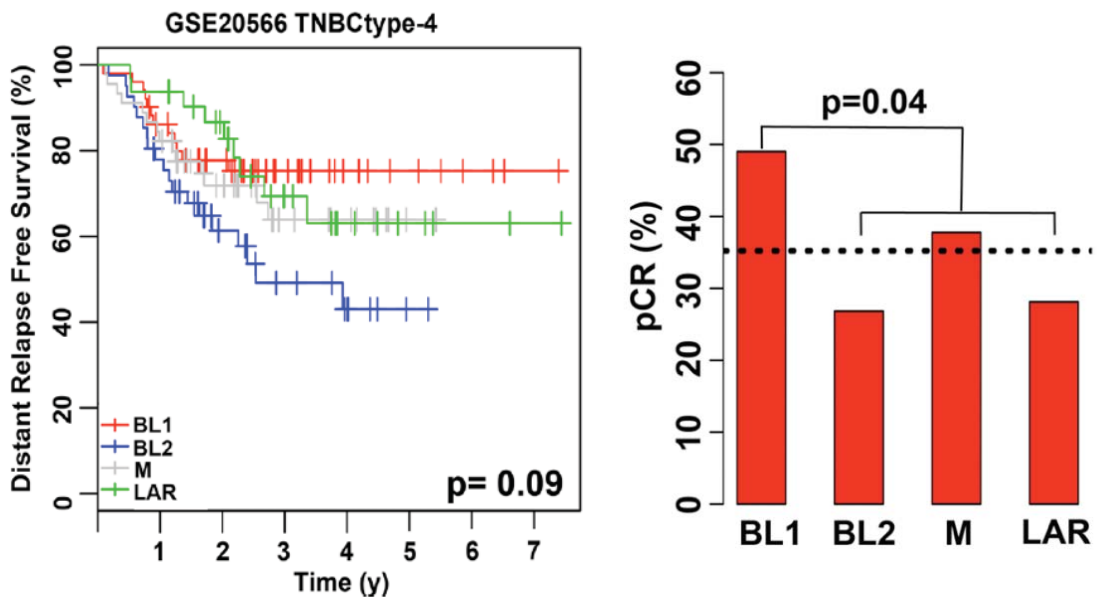 GSE20566 TNBCtype-4
Distant Relapse Free Survival (%)
100
80
60
40
20
0
BL1
BL2
M
LAR
p= 0.09
1 2 3 4 5 6 7
Time (y)
pCR (%)
60
50
40
30
20
10
0
p=0.04
BL1 BL2 M LAR